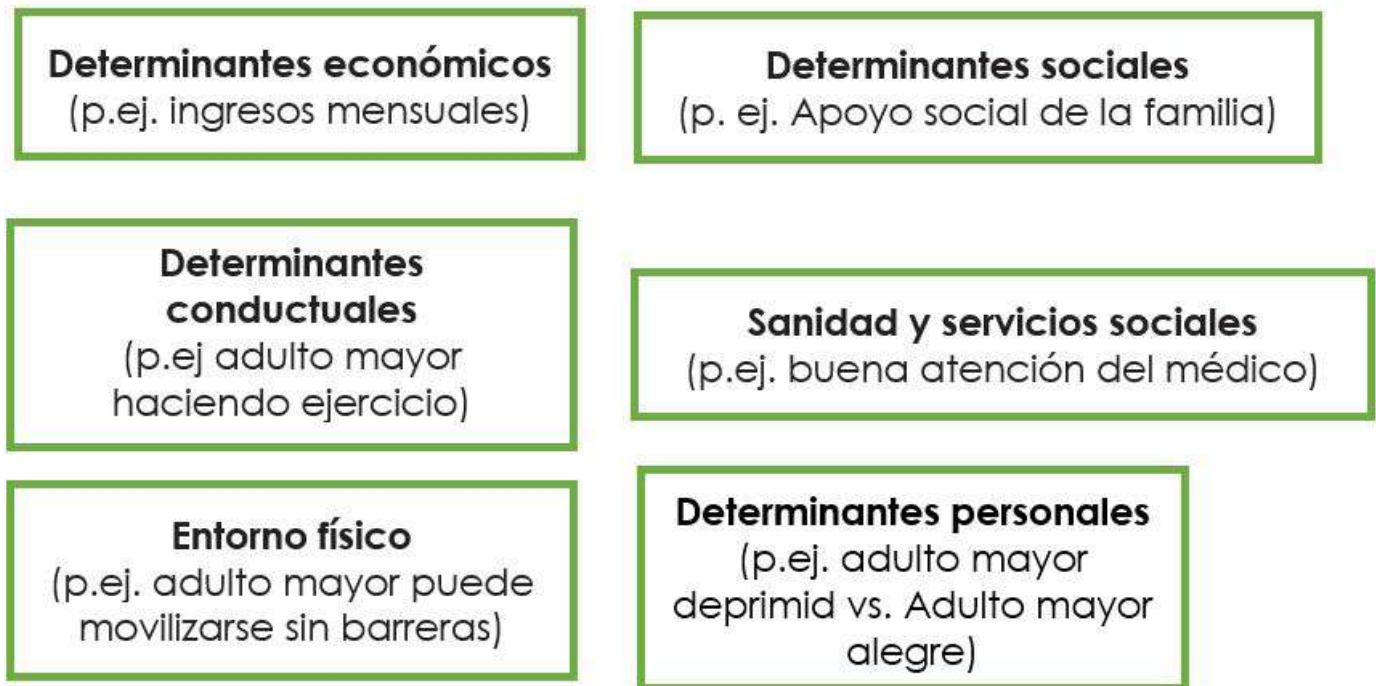 Determinantes económicos
(p.ej. ingresos mensuales)
Determinantes sociales
(p. ej. Apoyo social de la familia)
Determinantes
conductuales
(p.ej adulto mayor
haciendo ejercicio)
Sanidad y servicios sociales
(p.ej. buena atención del médico)
Entorno físico
(p.ej. adulto mayor puede
movilizarse sin barreras)
Determinantes personales
(p.ej. adulto mayor
deprimid vs. Adulto mayor
alegre)